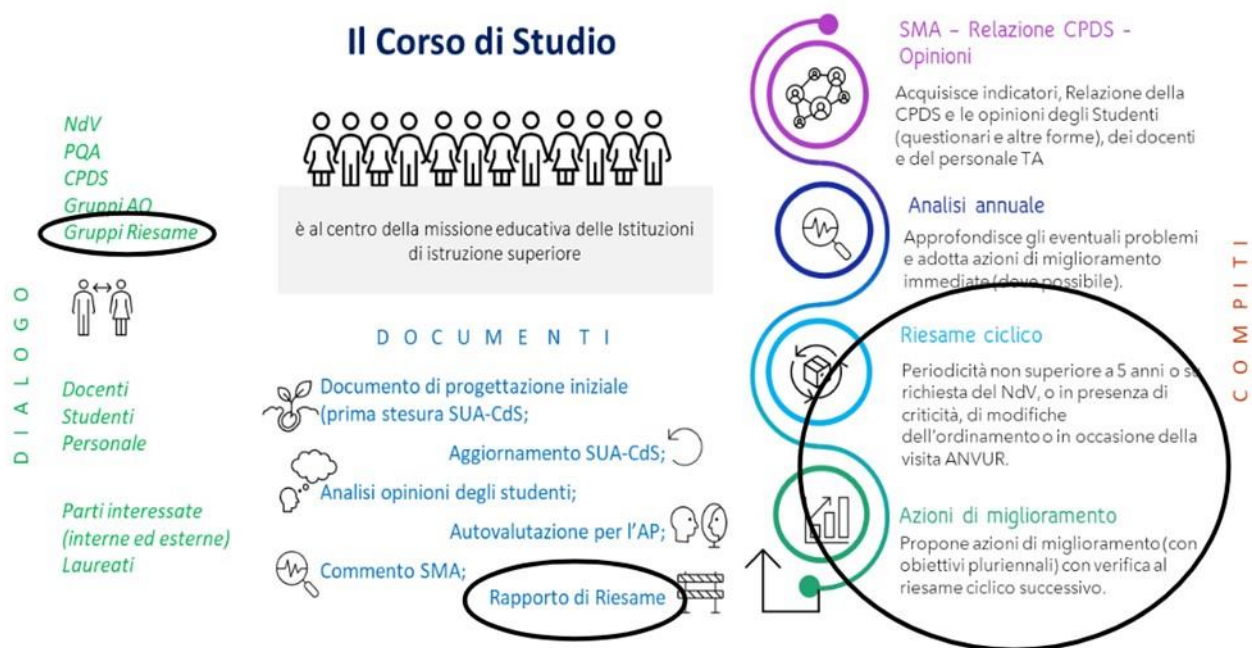 Il Corso di Studio
NdV
PQA
CPDS
Gruppi AQ
Gruppi Riesame
DIALOGO
Docenti
Studenti
Personale
Parti interessate
(interne ed esterne)
Laureati
è al centro della missione educativa delle Istituzioni
di istruzione superiore
DOCUMENTI
Documento di progettazione iniziale
(prima stesura SUA-CdS;
Aggiornamento SUA-CdS;
Analisi opinioni degli studenti;
Autovalutazione per l'AP;
Commento SMA;
Rapporto di Riesame
SMA – Relazione CPDS -
Opinioni
Acquisisce indicatori, Relazione della
CPDS e le opinioni degli Studenti
(questionari e altre forme), dei docenti
e del personale TA
Analisi annuale
Approfondisce gli eventuali problemi
e adotta azioni di miglioramento
immediate (dove possibile).
Riesame ciclico
Periodicità non superiore a 5 anni o su
richiesta del NdV, o in presenza di
criticità, di modifiche
dell'ordinamento o in occasione della
visita ANVUR.
Azioni di miglioramento
Propone azioni di miglioramento (con
obiettivi pluriennali) con verifica al
riesame ciclico successivo.
COMPITI